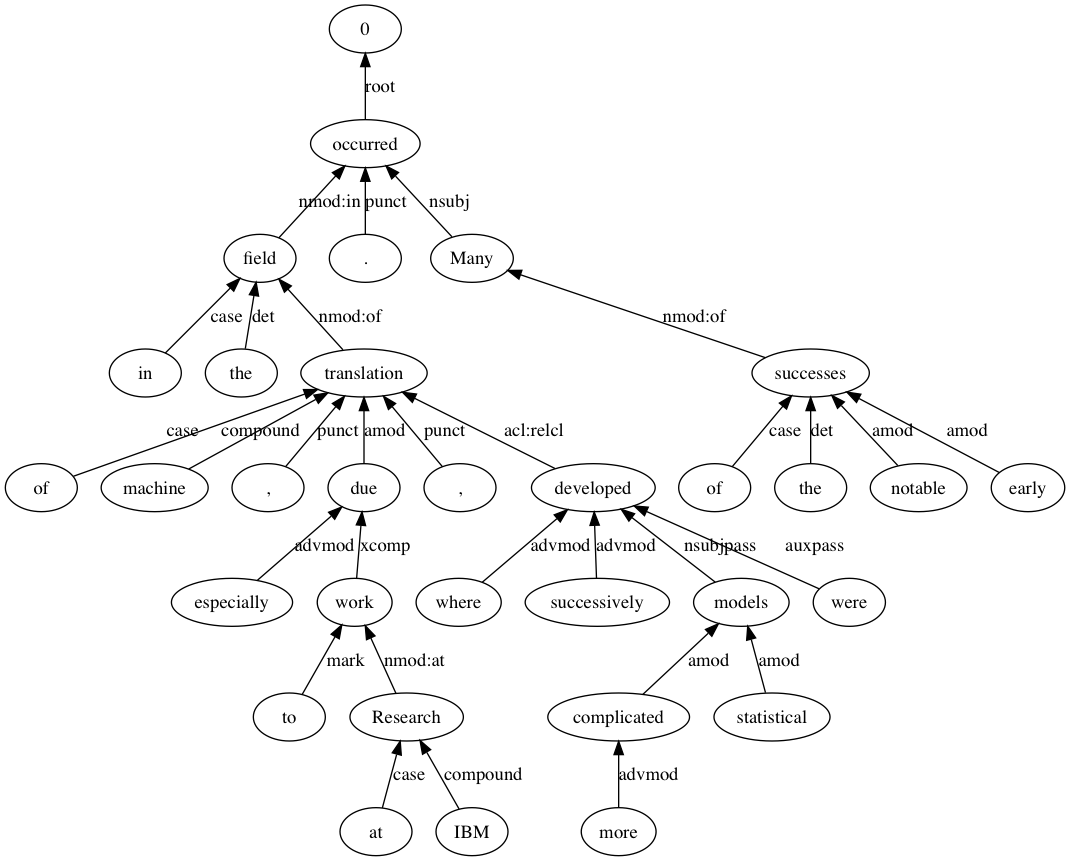 0
root
occurred
nmod:in punct nsubj
field . Many
case det nmod:of nmod:of
in the translation successes
case compound punct amod punct acl:relcl case det amod amod
of machine , due , developed of the notable early
advmod xcomp advmod advmod nsubjpass auxpass
especially work where successively models were
mark nmod:at amod amod
to Research complicated statistical
case compound advmod
at IBM more